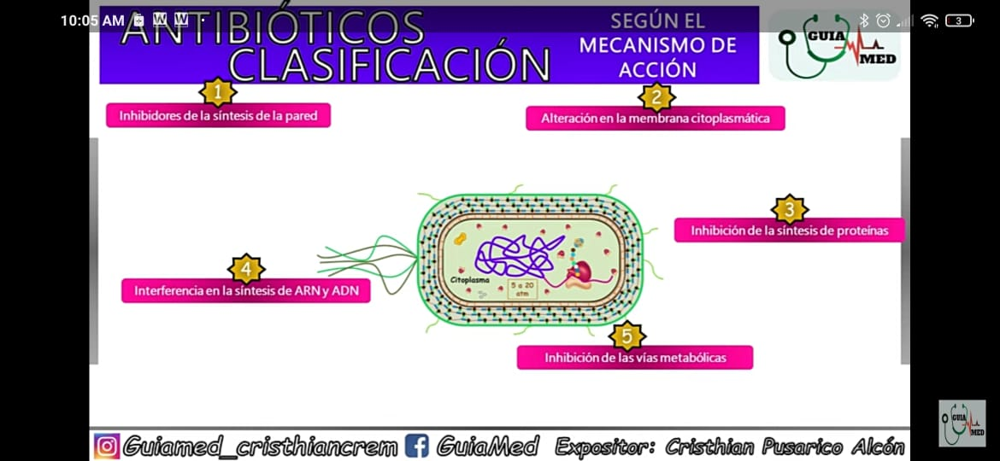 10:05 AM W W
3
ANTIBIÓTICOS
CLASIFICACIÓN
SEGÚN EL
MECANISMO DE
ACCIÓN
GUIA
MED
1
Inhibidores de la síntesis de la pared
2
Alteración en la membrana citoplasmática
3
Inhibición de la síntesis de proteínas
4
Interferencia en la síntesis de ARN y ADN
Citoplasma
5 a 20
atm
5
Inhibición de las vías metabólicas
GUIA
MED
Guiamed_cristhiancrem GuiaMed Expositor: Cristhian Pusarico Alcón